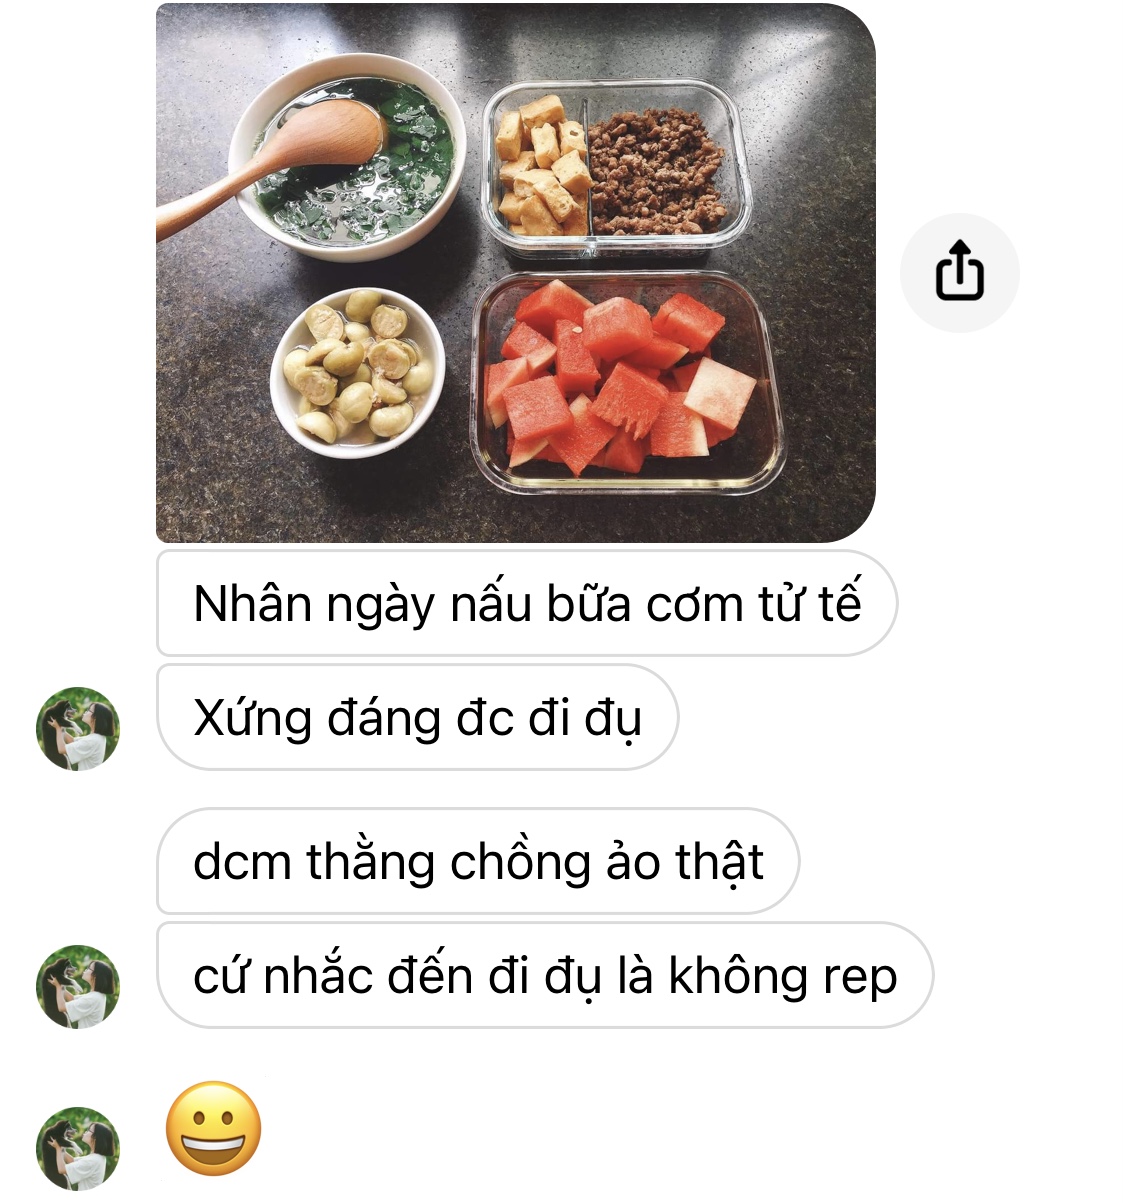 Nhân ngày nấu bữa cơm tử tế
Xứng đáng đc đi đụ
dcm thằng chồng ảo thật
cứ nhắc đến đi đụ là không rep